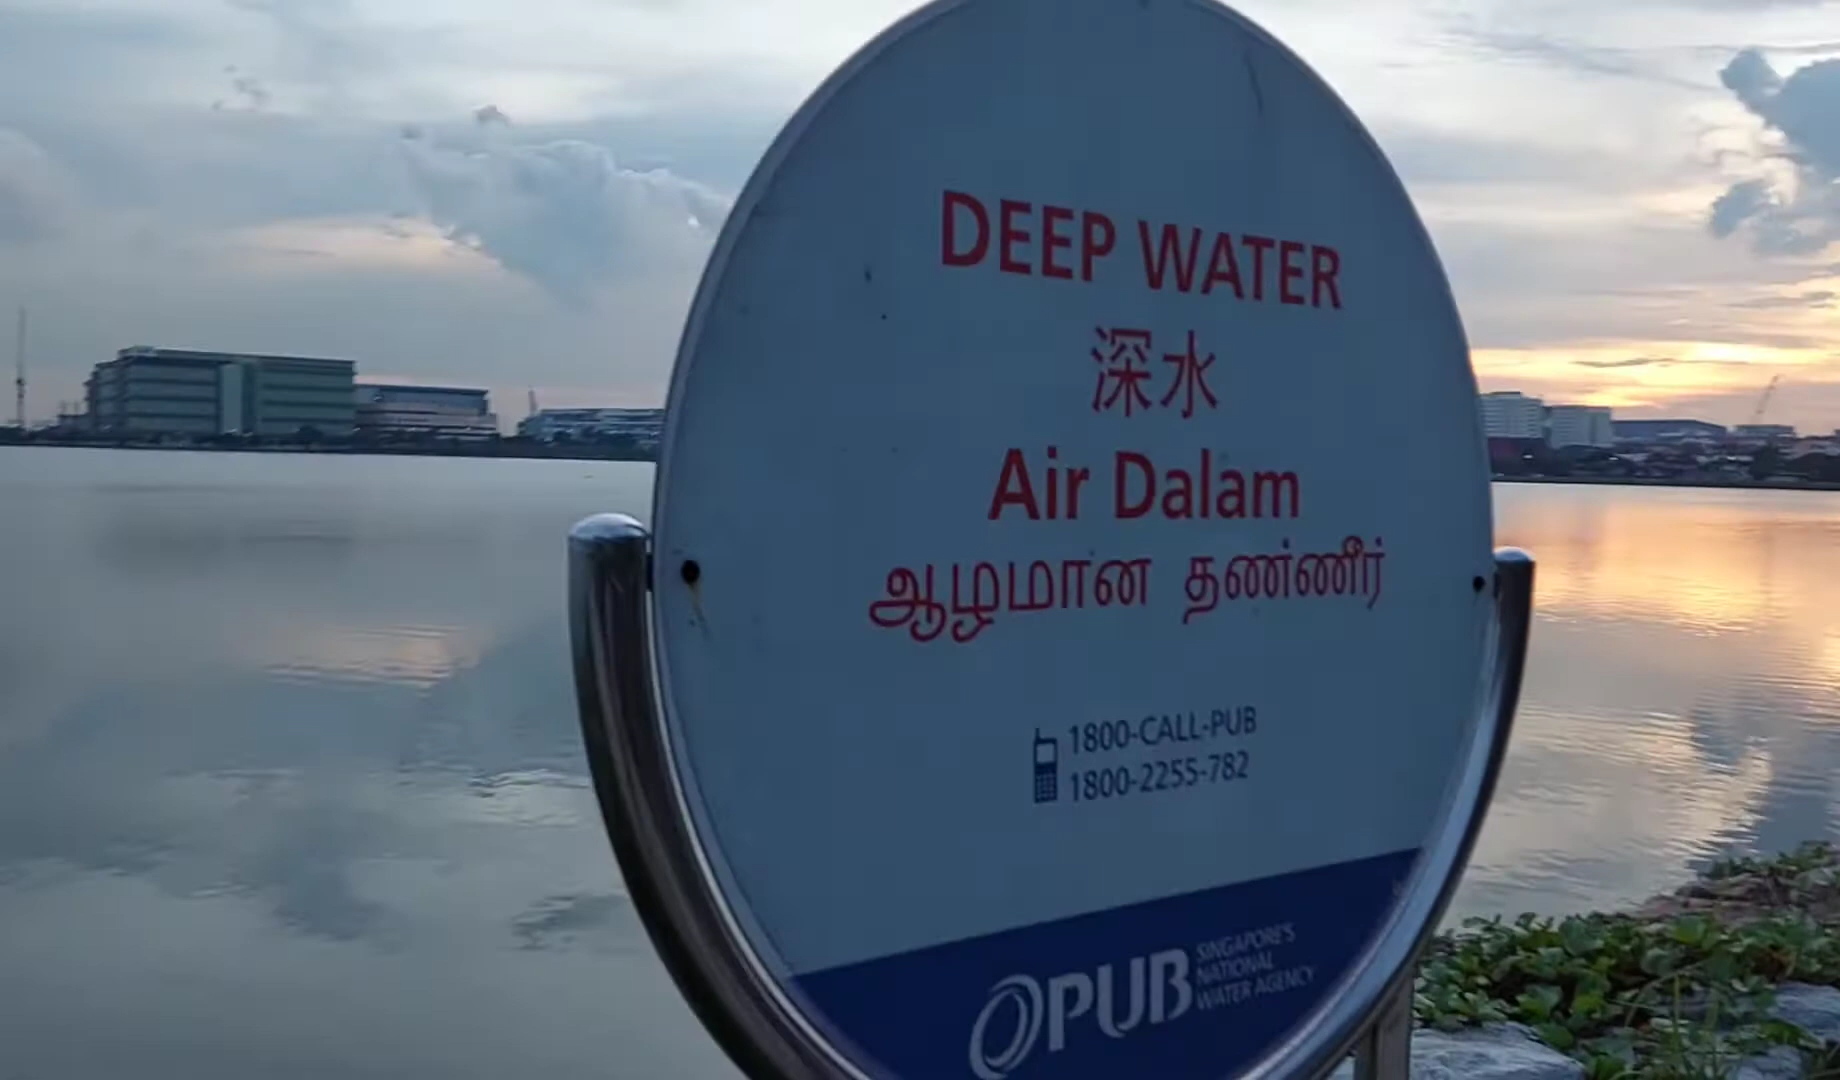 DEEP WATER
深水
Air Dalam
ஆழமான தண்ணீர்
1800-CALL-PUB
1800-2255-782
PUB
SINGAPORE'S
NATIONAL
WATER AGENCY